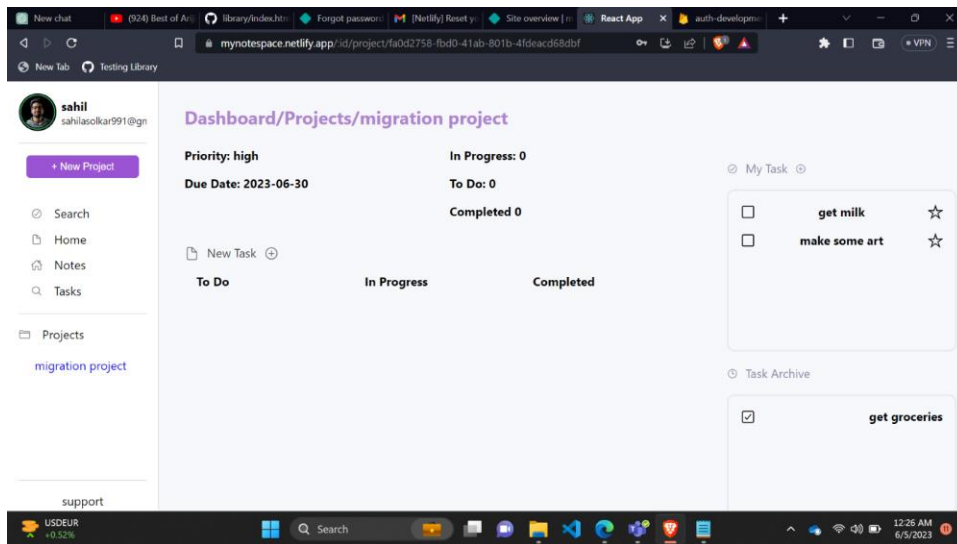 New chat
(924) Best of Arij
library/index.htm
Forgot password
[Netlify] Reset yo
Site overview | m
React App
auth-developme
mynotespace.netlify.app/:id/project/fa0d2758-fbd0-41ab-801b-4fdeacd68dbf
VPN
New Tab
Testing Library
sahil
sahilasolkar991@gn
+ New Project
Search
Home
Notes
Tasks
Projects
migration project
support
Dashboard/Projects/migration project
Priority: high
In Progress: 0
Due Date: 2023-06-30
To Do: 0
Completed 0
New Task
To Do
In Progress
Completed
My Task
get milk
make some art
Task Archive
get groceries
USDEUR
+0.52%
Search
12:26 AM
6/5/2023
11